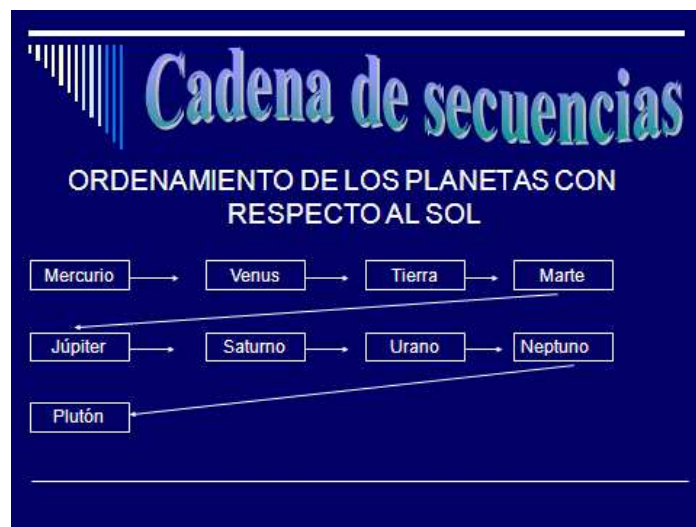 Cadena de secuencias
ORDENAMIENTO DE LOS PLANETAS CON
RESPECTO AL SOL
Mercurio
Venus
Tierra
Marte
Júpiter
Saturno
Urano
Neptuno
Plutón